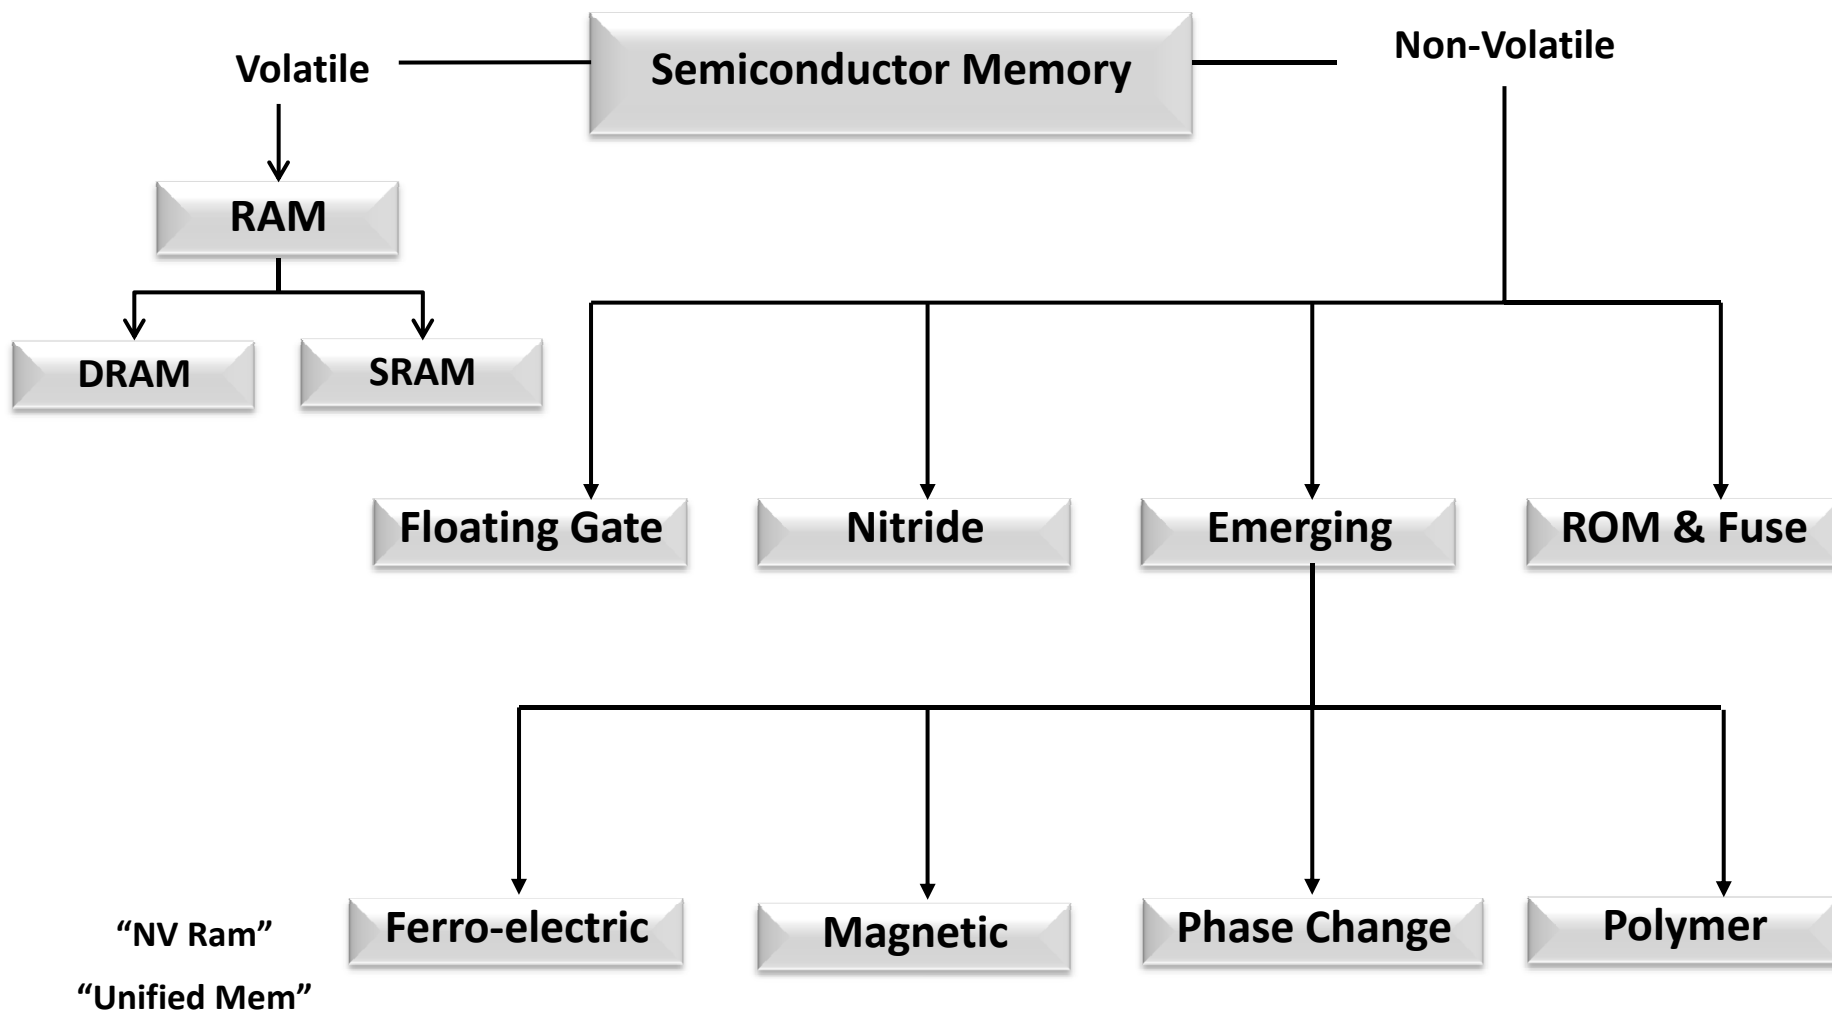 Semiconductor Memory
Volatile
Non-Volatile
RAM
DRAM
SRAM
Floating Gate
Nitride
Emerging
ROM & Fuse
“NV Ram”
Ferro-electric
Magnetic
Phase Change
Polymer
“Unified Mem”